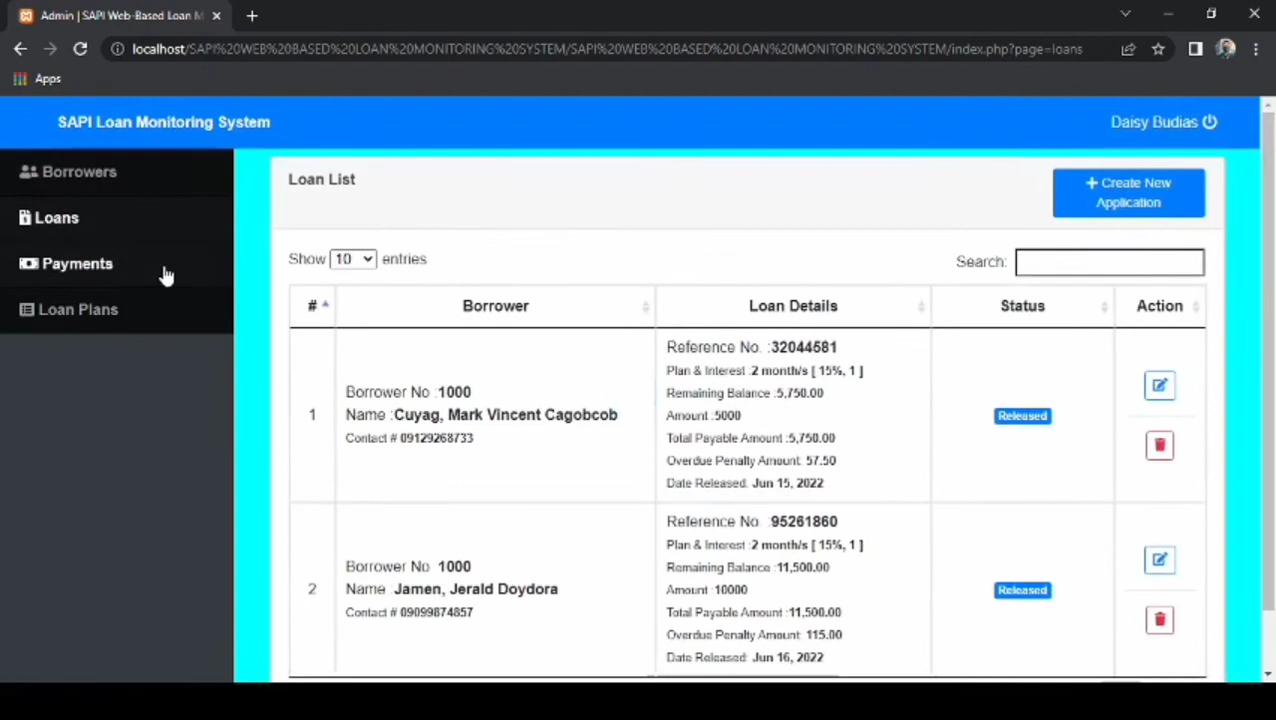 Admin | SAPI Web-Based Loan M
localhost/SAPI%20WEB%20BASED%20LOAN%20MONITORING%20SYSTEM/SAPI%20WEB%20BASED%20LOAN%20MONITORING%20SYSTEM/index.php?page=loans
Apps
SAPI Loan Monitoring System
Daisy Budias
Borrowers
Loans
Payments
Loan Plans
Loan List
+ Create New
Application
Show 10 entries
Search:
# Borrower Loan Details Status Action
1
Borrower No :1000
Name :Cuyag, Mark Vincent Cagobcob
Contact # 09129268733
Reference No. :32044581
Plan & Interest :2 month/s [ 15%, 1 ]
Remaining Balance :5,750.00
Amount :5000
Total Payable Amount :5,750.00
Overdue Penalty Amount: 57.50
Date Released: Jun 15, 2022
Released
2
Borrower No :1000
Name :Jamen, Jerald Doydora
Contact # 09099874857
Reference No. :95261860
Plan & Interest :2 month/s [ 15%, 1 ]
Remaining Balance :11,500.00
Amount :10000
Total Payable Amount :11,500.00
Overdue Penalty Amount: 115.00
Date Released: Jun 16, 2022
Released